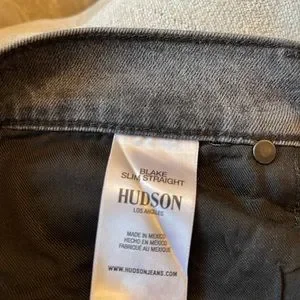 BLAKE
SLIM STRAIGHT
HUDSON
LOS ANGELES
MADE IN MEXICO
HECHO EN MEXICO
FABRIQUÉ AU MEXIQUE
WWW.HUDSONJEANS.COM